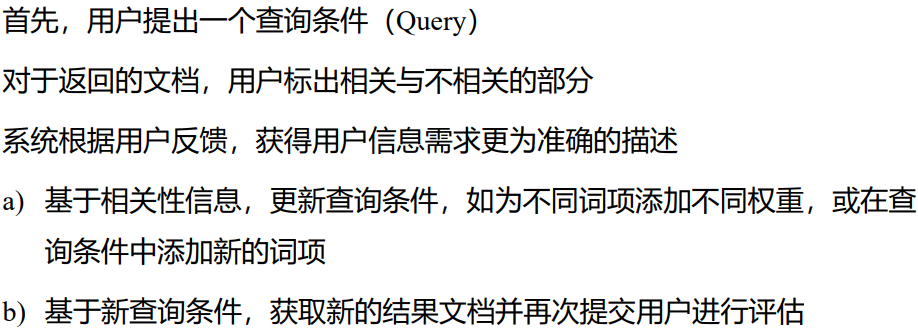 首先，用户提出一个查询条件（Query）
对于返回的文档，用户标出相关与不相关的部分
系统根据用户反馈，获得用户信息需求更为准确的描述
a) 基于相关性信息，更新查询条件，如为不同词项添加不同权重，或在查
询条件中添加新的词项
b) 基于新查询条件，获取新的结果文档并再次提交用户进行评估